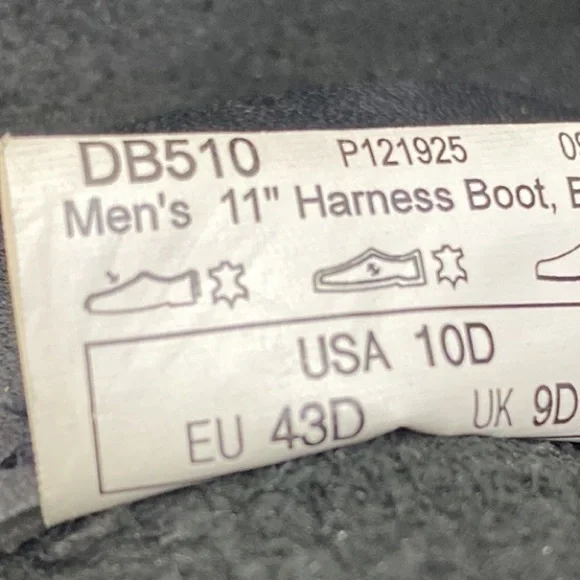 DB510 P121925
Men's 11" Harness Boot,
USA 10D
EU 43D UK 9D